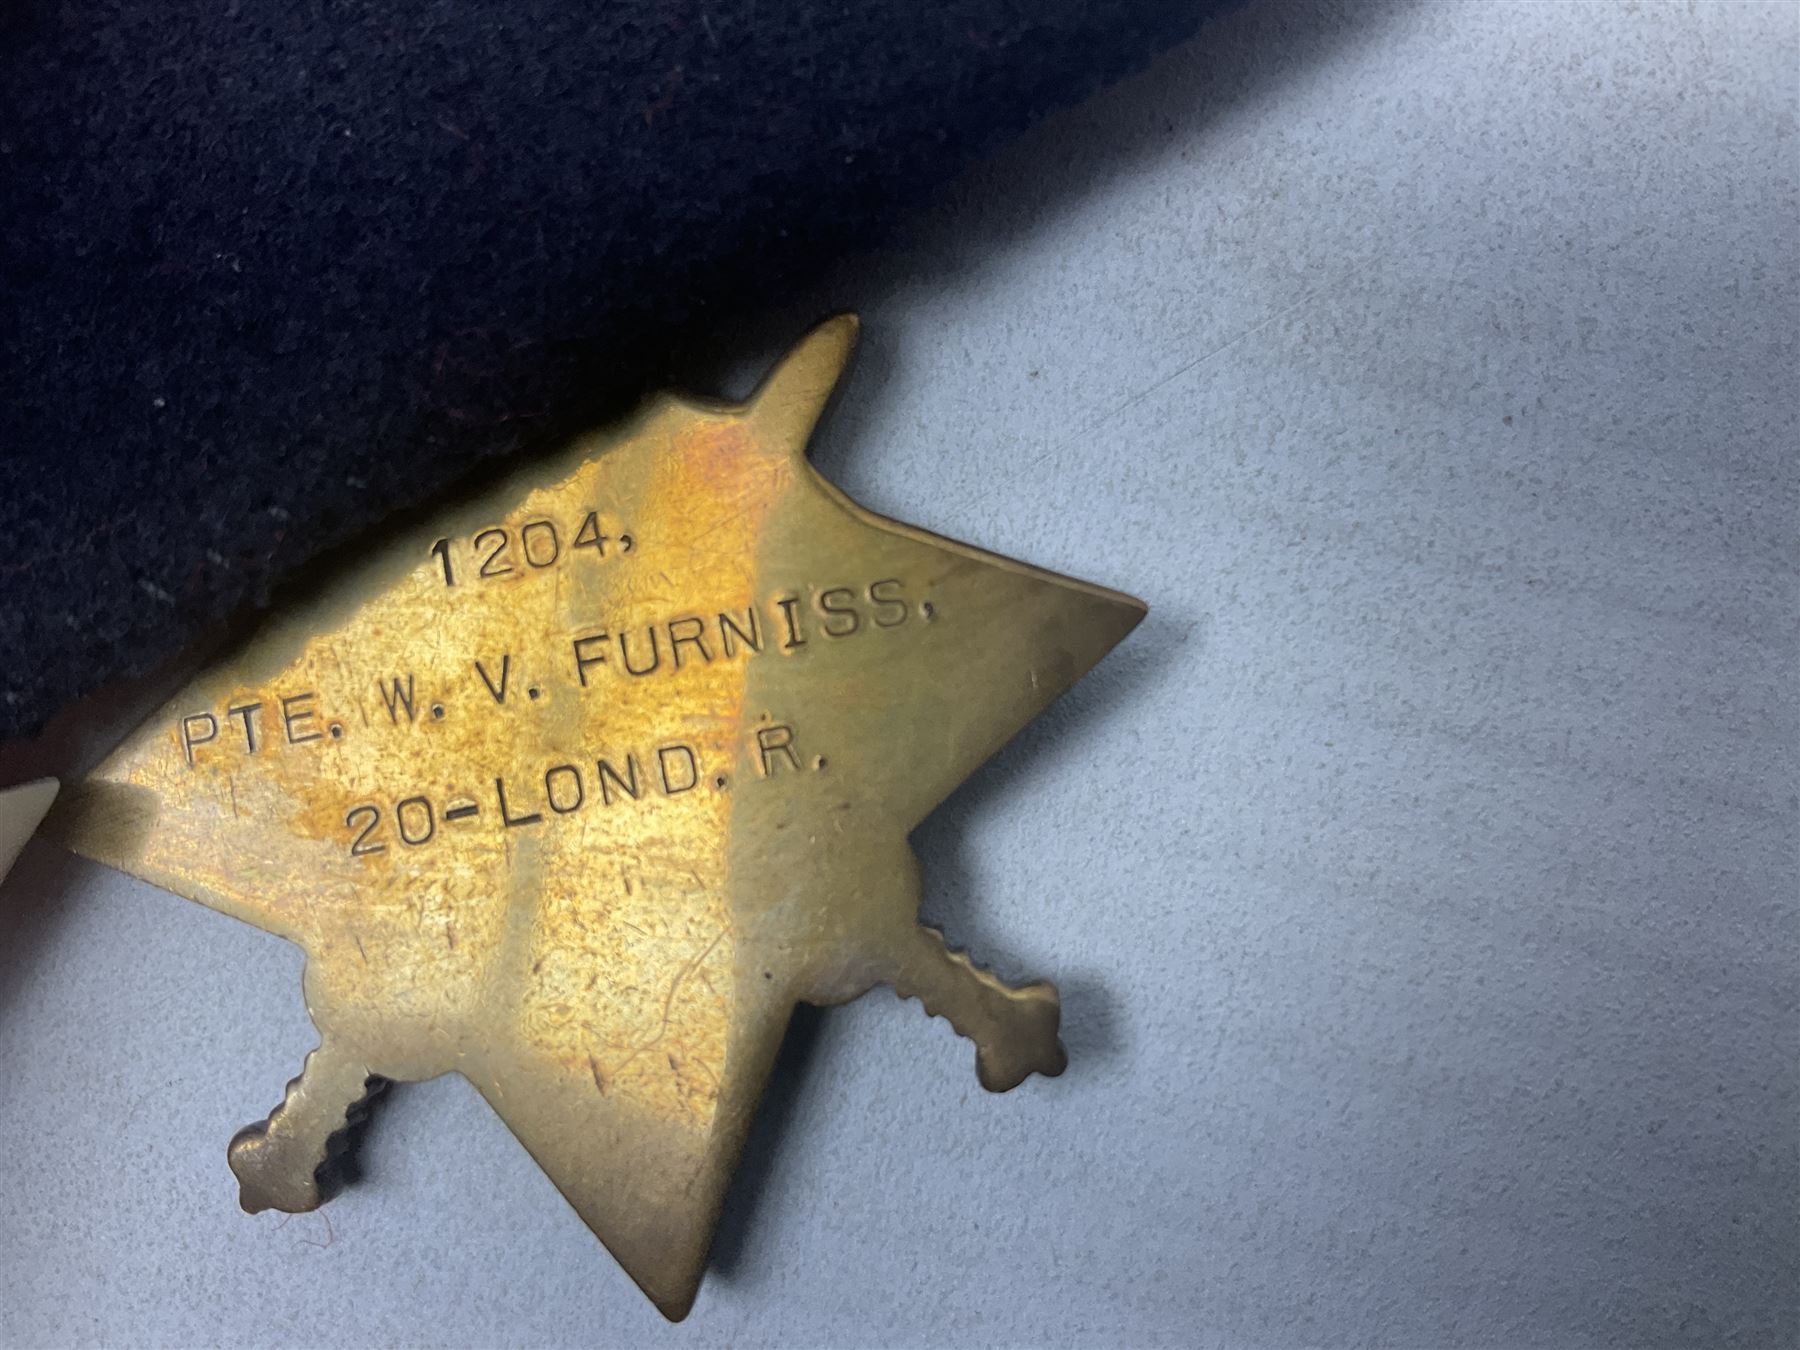 1204,
PTE. W. V. FURNISS,
20-LOND. R.